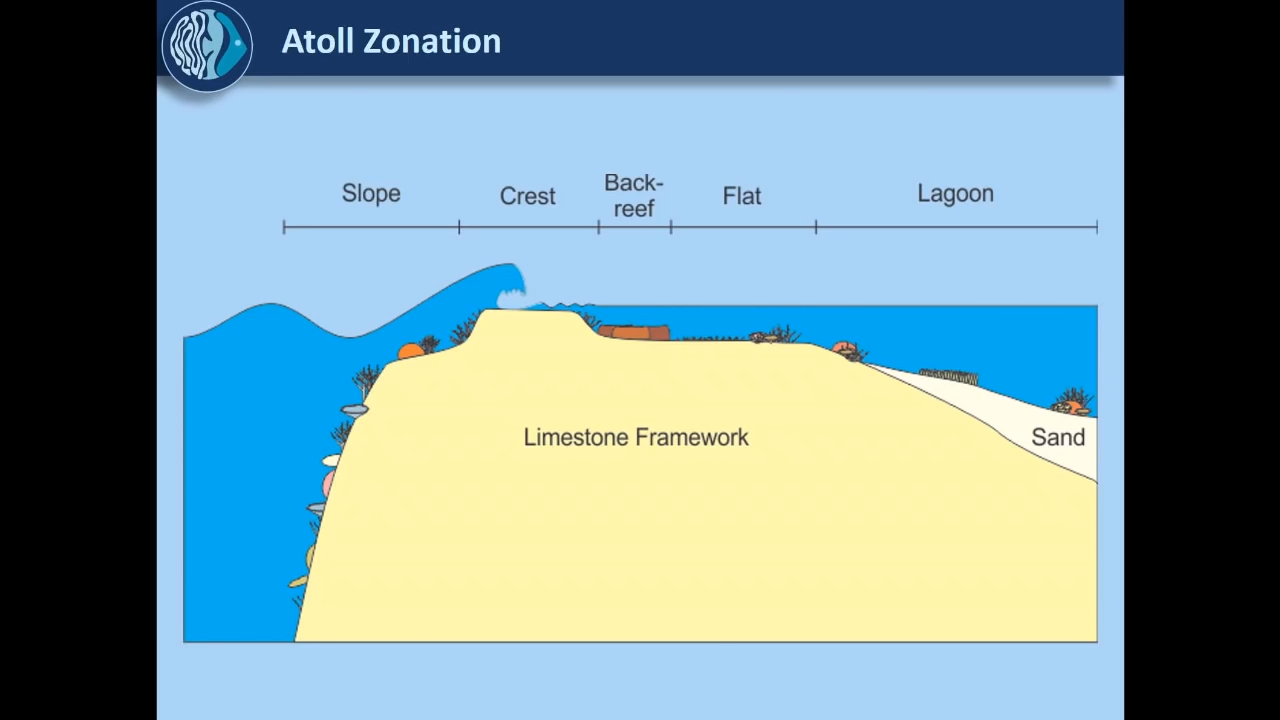 Atoll Zonation
Slope
Crest
Back-
reef
Flat
Lagoon
Limestone Framework
Sand